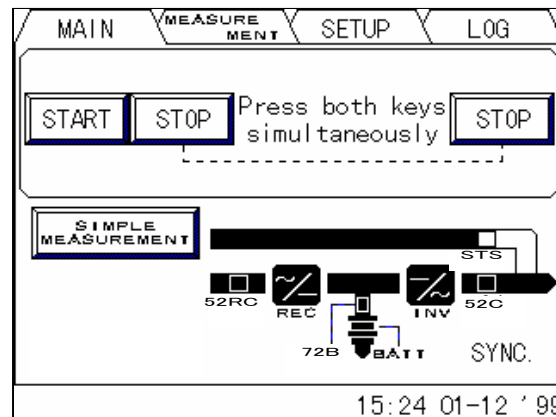 MAIN
MEASURE
MENT
SETUP
LOG
START
STOP
Press both keys
simultaneously
STOP
SIMPLE
MEASUREMENT
STS
52RC
REC
INV
52C
72B
BATT
SYNC.
15:24 01-12 '99